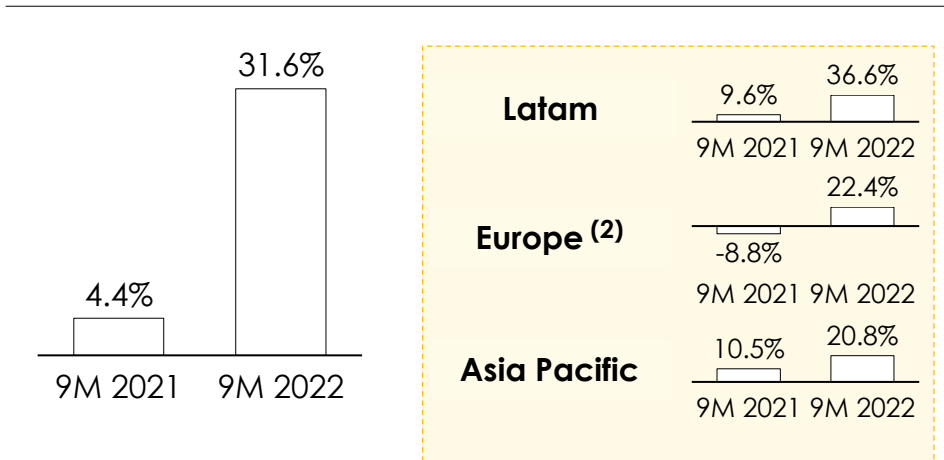 31.6%
4.4%
9M 2021 9M 2022
Latam
9.6% 36.6%
9M 2021 9M 2022
Europe (2)
22.4%
-8.8%
9M 2021 9M 2022
Asia Pacific
10.5% 20.8%
9M 2021 9M 2022